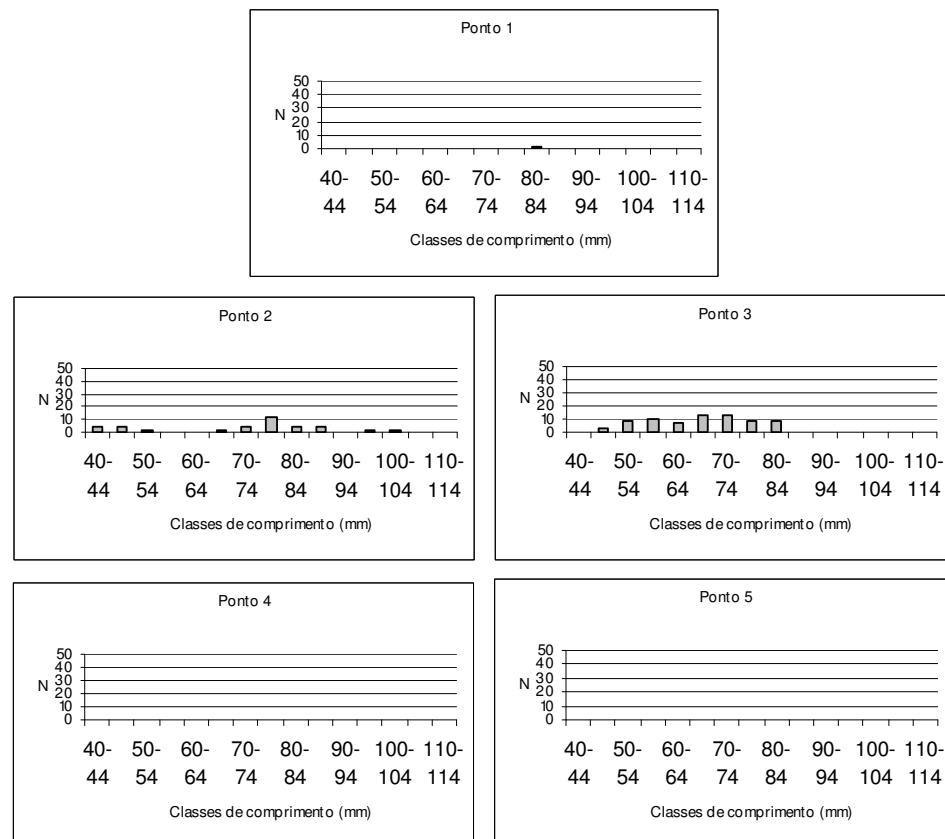 Ponto 1
50
40
30
20
10
0
N
40- 50- 60- 70- 80- 90- 100- 110-
44 54 64 74 84 94 104 114
Classes de comprimento (mm)
Ponto 2
50
40
30
20
10
0
N
40- 50- 60- 70- 80- 90- 100- 110-
44 54 64 74 84 94 104 114
Classes de comprimento (mm)
Ponto 3
50
40
30
20
10
0
N
40- 50- 60- 70- 80- 90- 100- 110-
44 54 64 74 84 94 104 114
Classes de comprimento (mm)
Ponto 4
50
40
30
20
10
0
N
40- 50- 60- 70- 80- 90- 100- 110-
44 54 64 74 84 94 104 114
Classes de comprimento (mm)
Ponto 5
50
40
30
20
10
0
N
40- 50- 60- 70- 80- 90- 100- 110-
44 54 64 74 84 94 104 114
Classes de comprimento (mm)